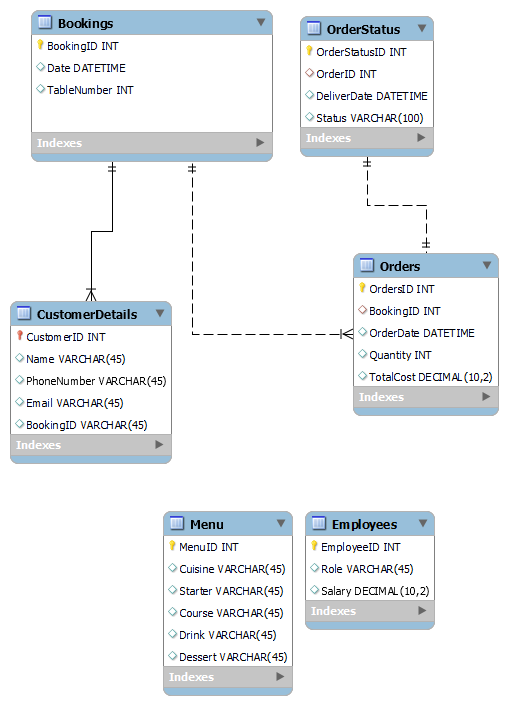 Bookings
BookingID INT
Date DATETIME
TableNumber INT
Indexes
OrderStatus
OrderStatusID INT
OrderID INT
DeliverDate DATETIME
Status VARCHAR(100)
Indexes
CustomerDetails
CustomerID INT
Name VARCHAR(45)
PhoneNumber VARCHAR(45)
Email VARCHAR(45)
BookingID VARCHAR(45)
Indexes
Orders
OrdersID INT
BookingID INT
OrderDate DATETIME
Quantity INT
TotalCost DECIMAL(10,2)
Indexes
Menu
MenuID INT
Cuisine VARCHAR(45)
Starter VARCHAR(45)
Course VARCHAR(45)
Drink VARCHAR(45)
Dessert VARCHAR(45)
Indexes
Employees
EmployeeID INT
Role VARCHAR(45)
Salary DECIMAL(10,2)
Indexes